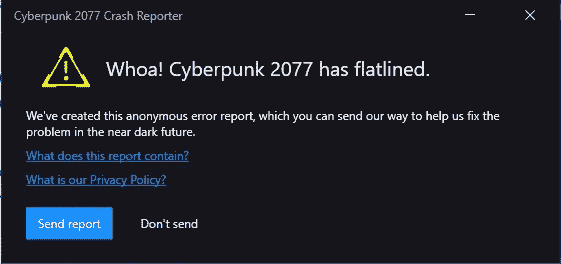 Cyberpunk 2077 Crash Reporter
Whoa! Cyberpunk 2077 has flatlined.
We've created this anonymous error report, which you can send our way to help us fix the
problem in the near dark future.
What does this report contain?
What is our Privacy Policy?
Send report Don't send